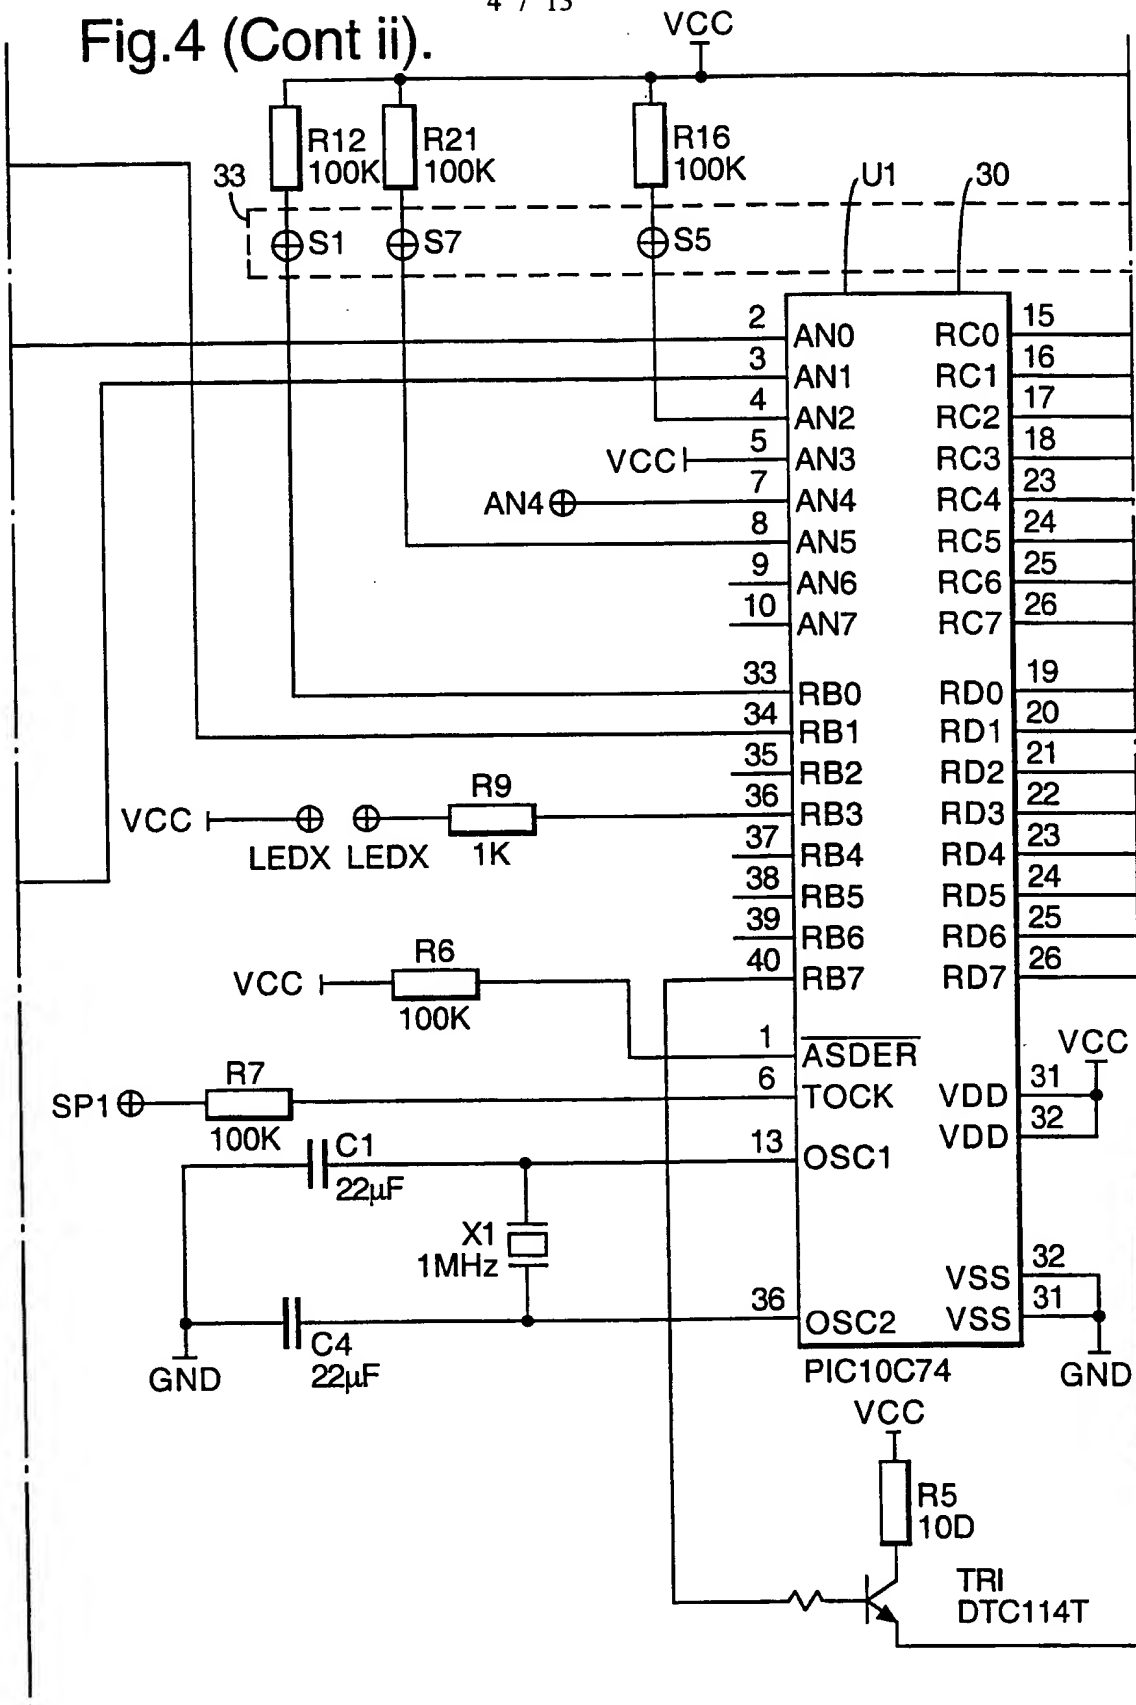 4 / 13
Fig.4 (Cont ii).
VCC
R12
100K
R21
100K
R16
100K
33
U1
30
S1
S7
S5
2
AN0
RC0
15
3
AN1
RC1
16
4
AN2
RC2
17
VCC
5
AN3
RC3
18
AN4
7
AN4
RC4
23
8
AN5
RC5
24
9
AN6
RC6
25
10
AN7
RC7
26
33
RB0
RD0
19
34
RB1
RD1
20
35
RB2
RD2
21
R9
VCC
36
RB3
RD3
22
LEDX LEDX
1K
37
RB4
RD4
23
38
RB5
RD5
24
39
RB6
RD6
25
R6
VCC
100K
40
RB7
RD7
26
1
ASDER
VCC
R7
SP1
100K
6
TOCK
VDD
31
VDD
32
C1
22µF
13
OSC1
X1
1MHz
VSS
32
VSS
31
36
OSC2
C4
22µF
GND
PIC10C74
GND
VCC
R5
10D
TRI
DTC114T